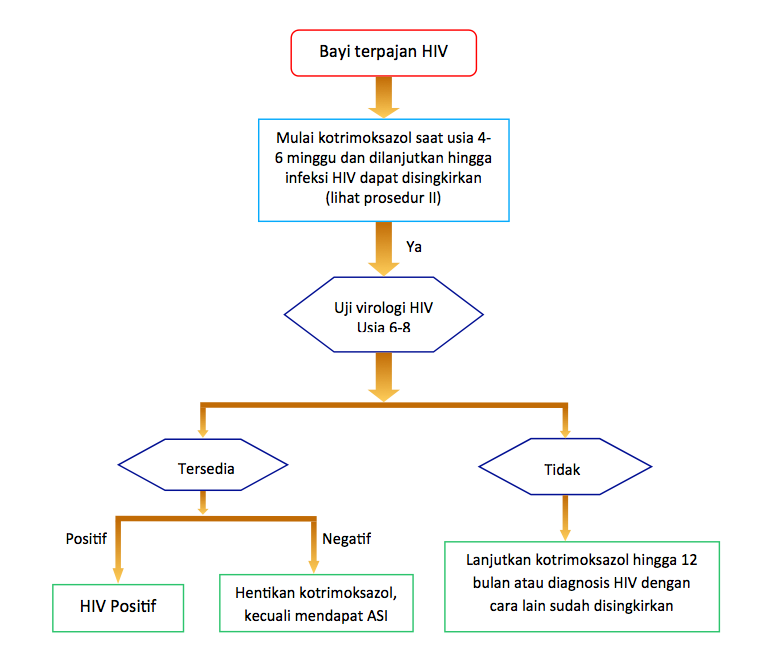 Bayi terpajan HIV
Mulai kotrimoksazol saat usia 4-
6 minggu dan dilanjutkan hingga
infeksi HIV dapat disingkirkan
(lihat prosedur II)
Ya
Uji virologi HIV
Usia 6-8
Tersedia
Tidak
Positif
Negatif
HIV Positif
Hentikan kotrimoksazol,
kecuali mendapat ASI
Lanjutkan kotrimoksazol hingga 12
bulan atau diagnosis HIV dengan
cara lain sudah disingkirkan